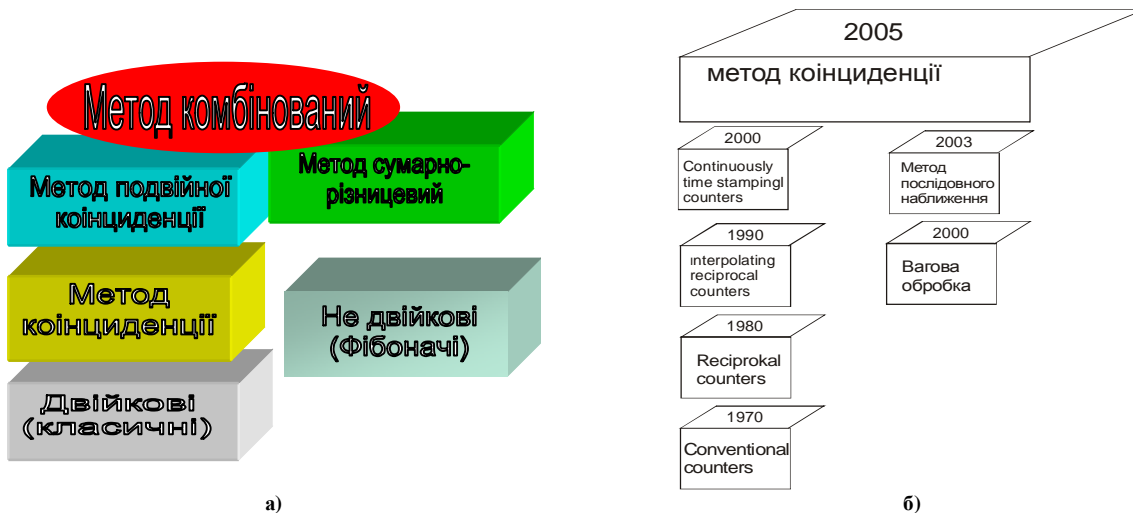 Метод комбінований
Метод подвійної
коінциденції
Метод сумарно-
різницевий
Метод
коінциденції
Не двійкові
(Фібоначі)
Двійкові
(класичні)
а)
2005
метод коінциденції
2000
Continuously
time stampingl
counters
2003
Метод
послідовного
наближення
1990
ınterpolating
reciprocal
counters
2000
Вагова
обробка
1980
Reciprokal
counters
1970
Conventional
counters
б)